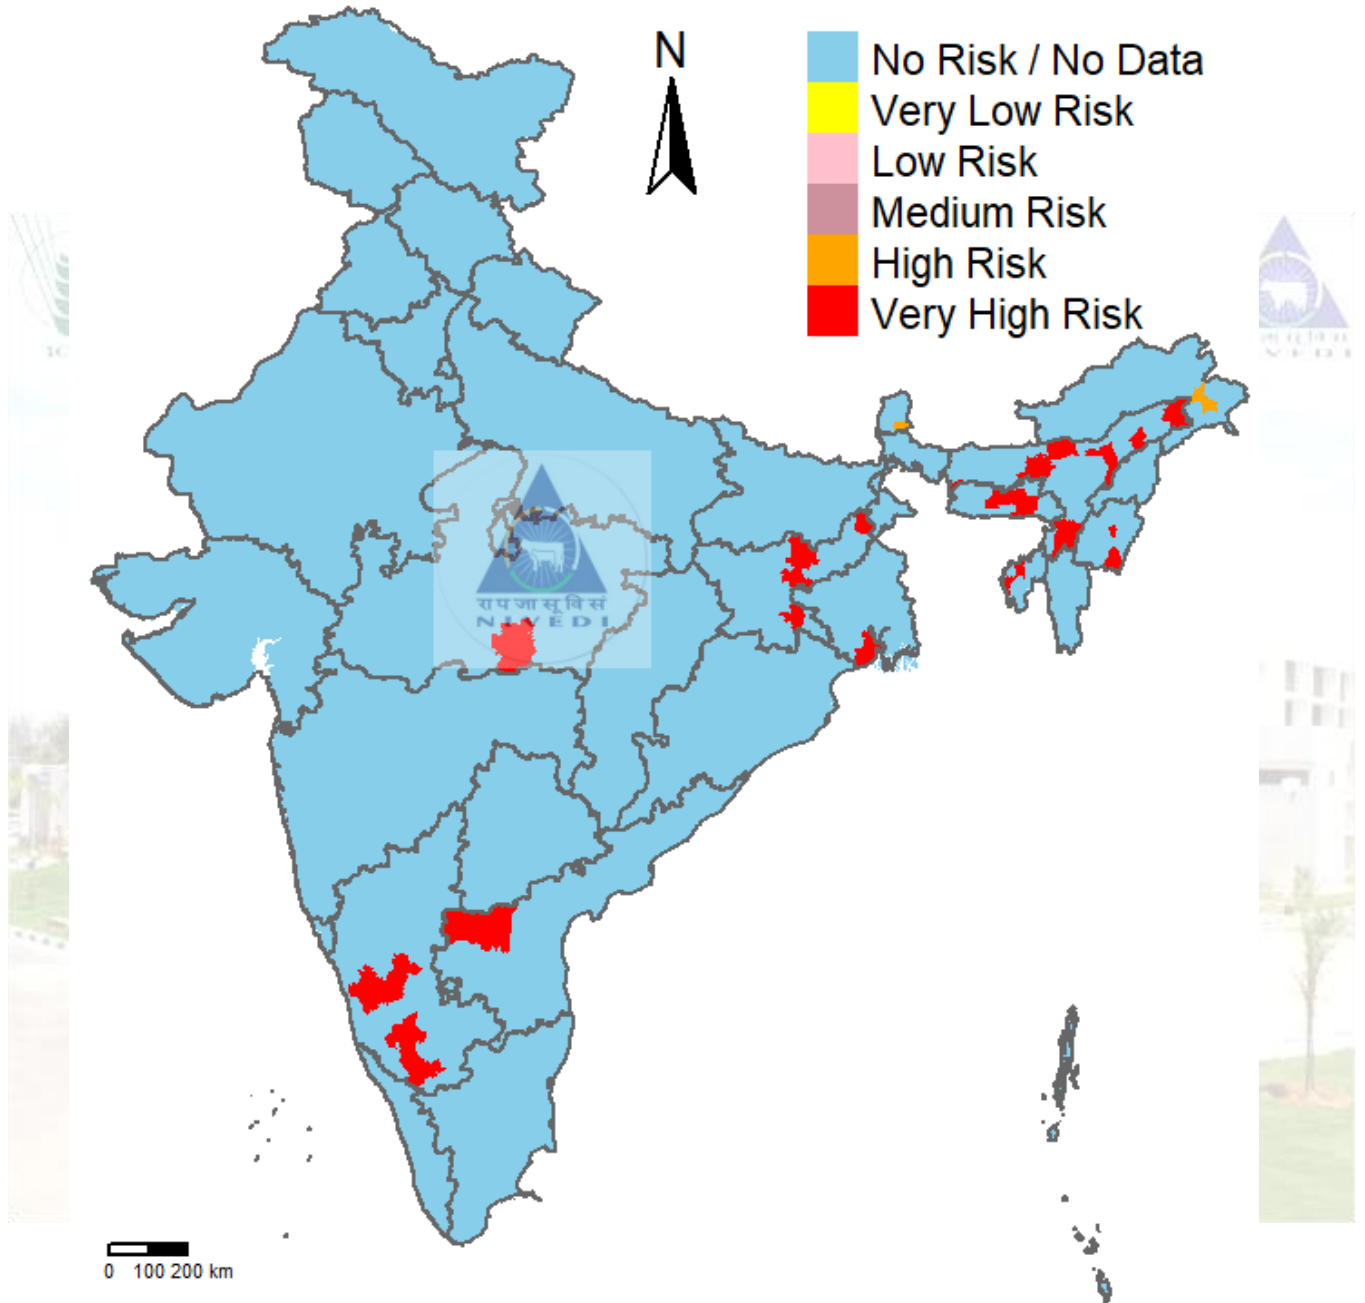 N
No Risk / No Data
Very Low Risk
Low Risk
Medium Risk
High Risk
Very High Risk
रा प जा सू वि सं
NIVEDI
0 100 200 km